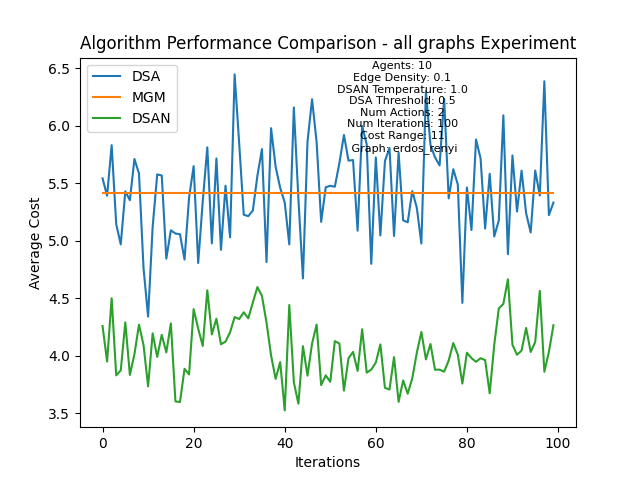 Algorithm Performance Comparison - all graphs Experiment
DSA
MGM
DSAN
Agents: 10
Edge Density: 0.1
DSAN Temperature: 1.0
DSA Threshold: 0.5
Num Actions: 2
Num Iterations: 100
Cost Range: 11
Graph: erdos_renyi
Average Cost
6.5
6.0
5.5
5.0
4.5
4.0
3.5
0 20 40 60 80 100
Iterations